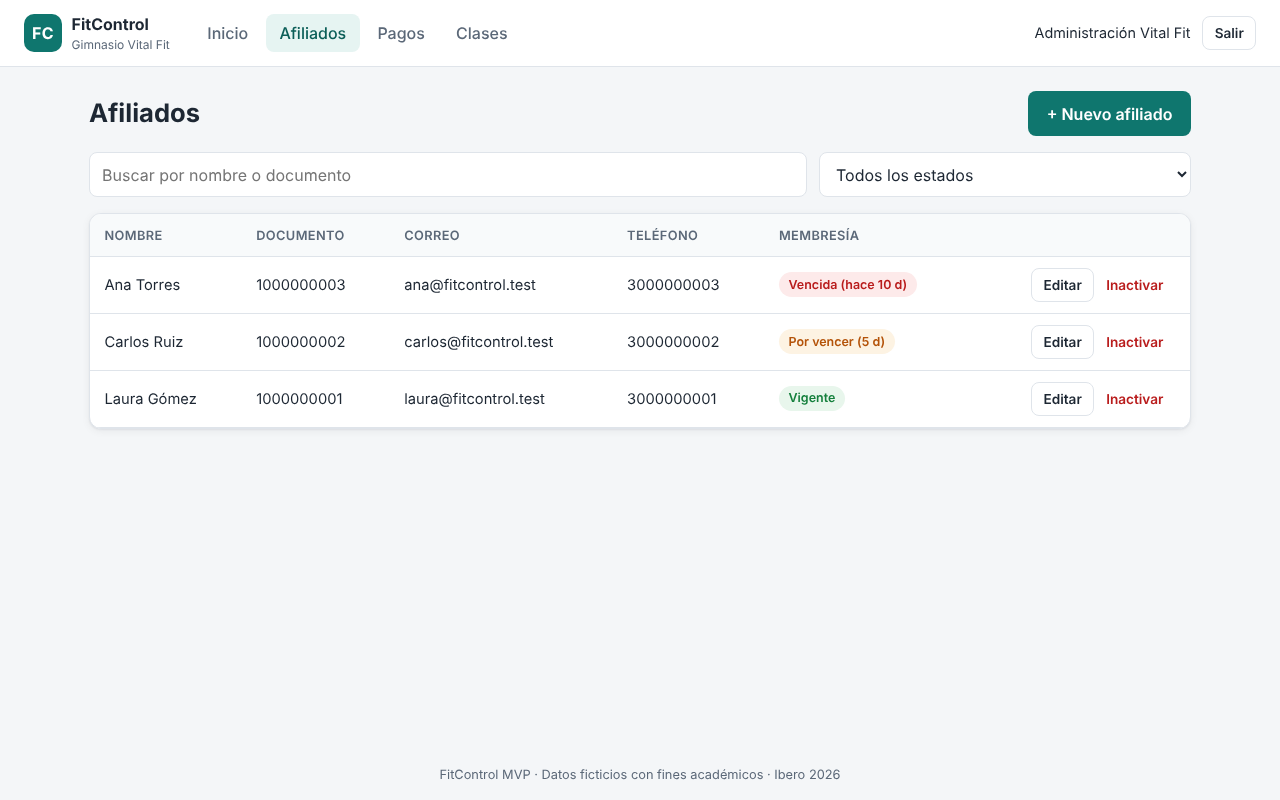 FC
FitControl
Gimnasio Vital Fit
Inicio Afiliados Pagos Clases
Administración Vital Fit Salir
Afiliados
+ Nuevo afiliado
Buscar por nombre o documento
Todos los estados
NOMBRE DOCUMENTO CORREO TELÉFONO MEMBRESÍA
Ana Torres 1000000003 ana@fitcontrol.test 3000000003 Vencida (hace 10 d) Editar Inactivar
Carlos Ruiz 1000000002 carlos@fitcontrol.test 3000000002 Por vencer (5 d) Editar Inactivar
Laura Gómez 1000000001 laura@fitcontrol.test 3000000001 Vigente Editar Inactivar
FitControl MVP · Datos ficticios con fines académicos · Ibero 2026